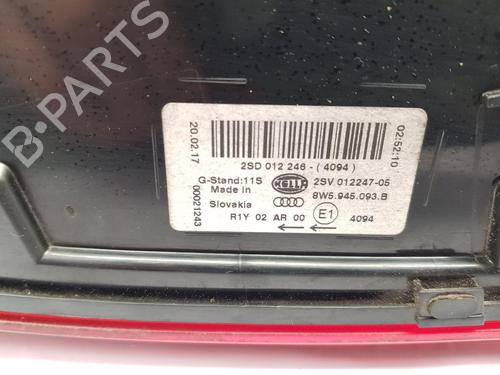 B-PARTS
20.02.17
00021243
02:52:10
2SD 012 246-(4094)
G-Stand:11S HELLA 2SV 012247-05
Made in 8W5.945.093.B
Slovakia
R1Y 02 AR 00 E1 4094